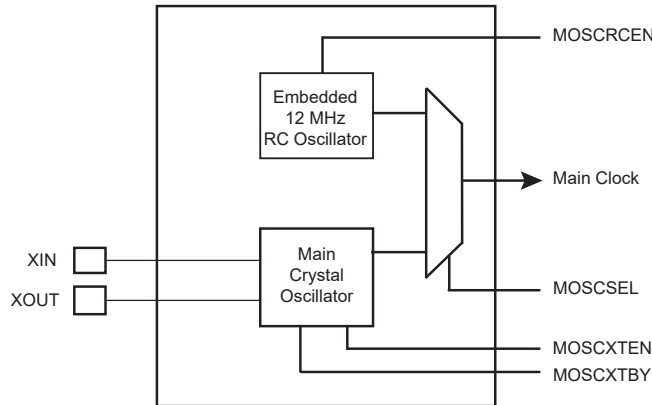 MOSCRCEN
Embedded
12 MHz
RC Oscillator
Main Clock
XIN
XOUT
Main
Crystal
Oscillator
MOSCSEL
MOSCXTEN
MOSCXTBY